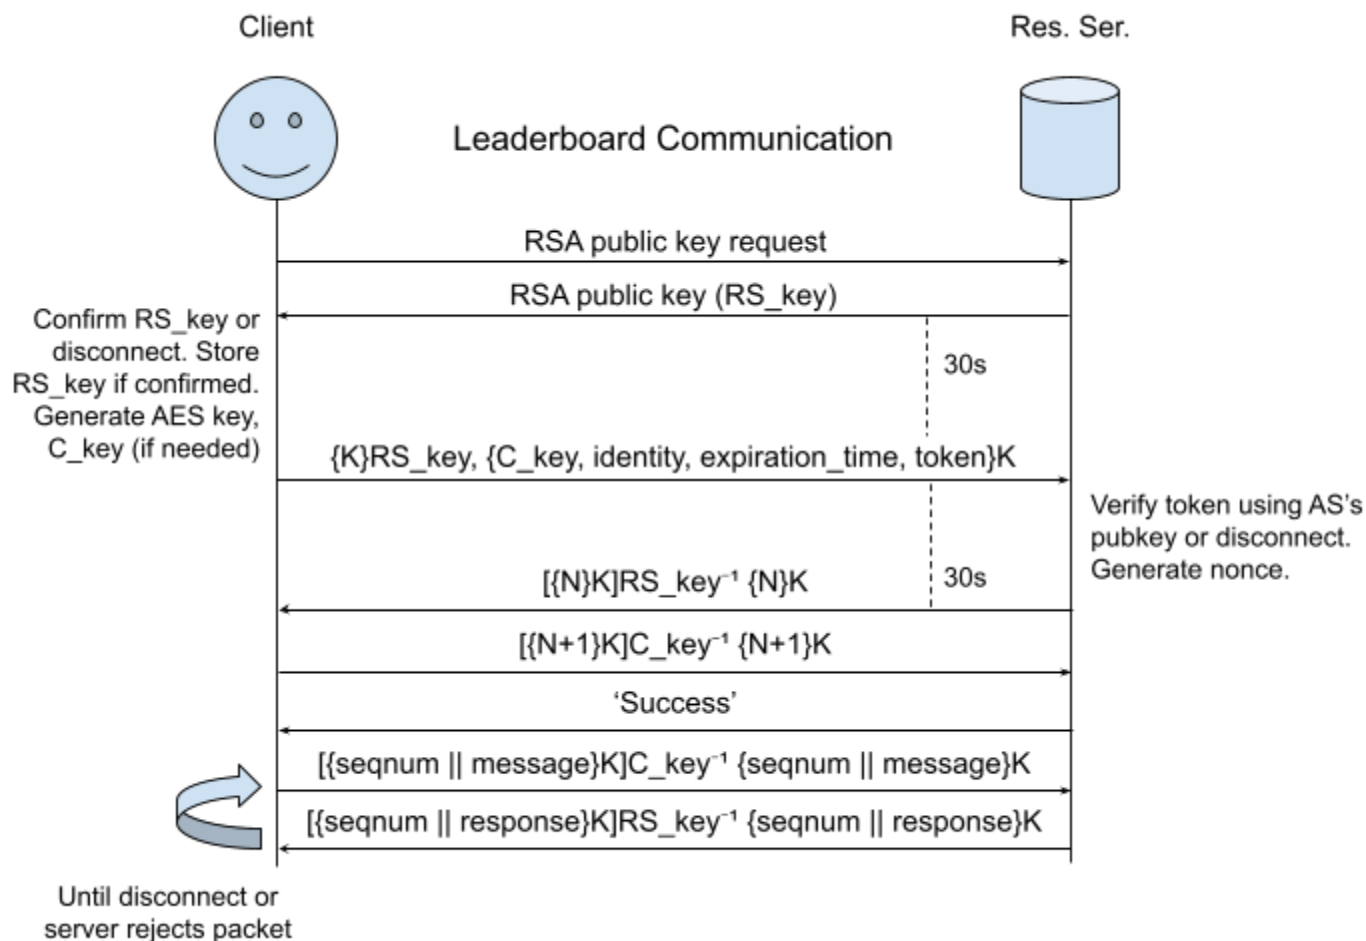 Client
Res. Ser.
Leaderboard Communication
RSA public key request
RSA public key (RS_key)
Confirm RS_key or
disconnect. Store
RS_key if confirmed.
Generate AES key,
C_key (if needed)
30s
{K}RS_key, {C_key, identity, expiration_time, token}K
Verify token using AS's
pubkey or disconnect.
Generate nonce.
30s
[{N}K]RS_key⁻¹ {N}K
[{N+1}K]C_key⁻¹ {N+1}K
‘Success’
[{seqnum || message}K]C_key⁻¹ {seqnum || message}K
[{seqnum || response}K]RS_key⁻¹ {seqnum || response}K
Until disconnect or
server rejects packet